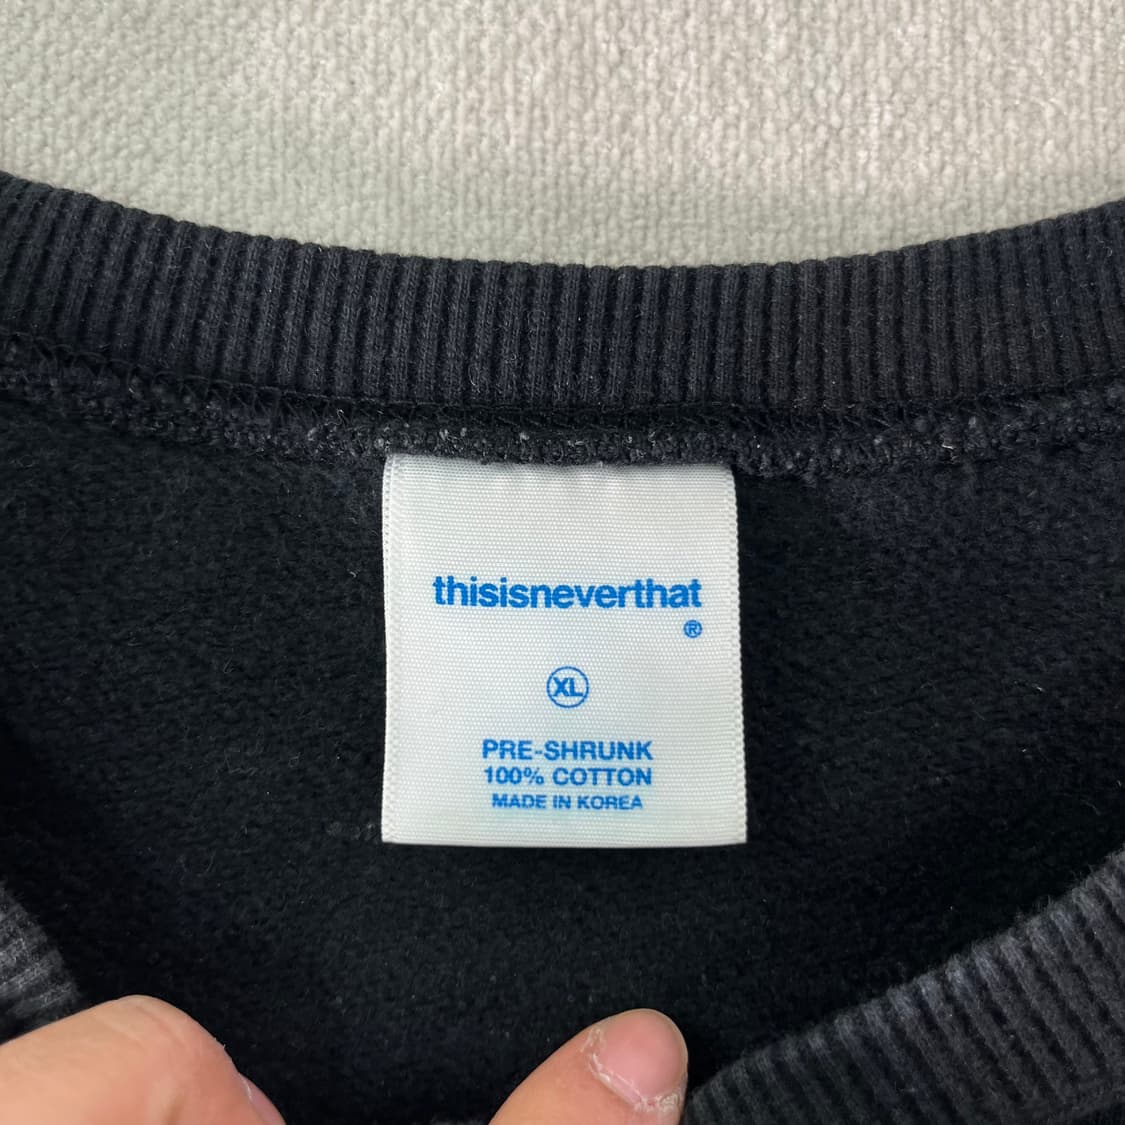 thisisneverthat
®
XL
PRE-SHRUNK
100% COTTON
MADE IN KOREA